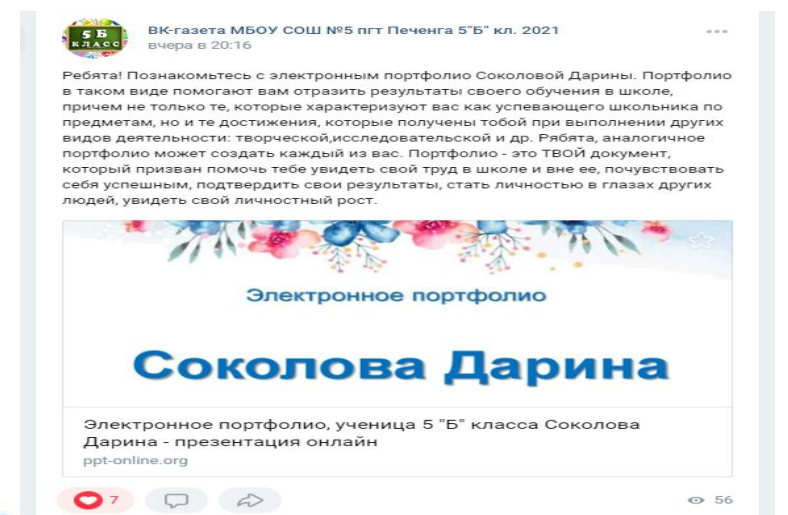 5 Б
КЛАСС
ВК-газета МБОУ СОШ №5 пгт Печенга 5"Б" кл. 2021
вчера в 20:16
Ребята! Познакомьтесь с электронным портфолио Соколовой Дарины. Портфолио
в таком виде помогают вам отразить результаты своего обучения в школе,
причем не только те, которые характеризуют вас как успевающего школьника по
предметам, но и те достижения, которые получены тобой при выполнении других
видов деятельности: творческой,исследовательской и др. Рябята, аналогичное
портфолио может создать каждый из вас. Портфолио - это ТВОЙ документ,
который призван помочь тебе увидеть свой труд в школе и вне ее, почувствовать
себя успешным, подтвердить свои результаты, стать личностью в глазах других
людей, увидеть свой личностный рост.
Электронное портфолио
Соколова Дарина
Электронное портфолио, ученица 5 "Б" класса Соколова
Дарина - презентация онлайн
ppt-online.org
7
56